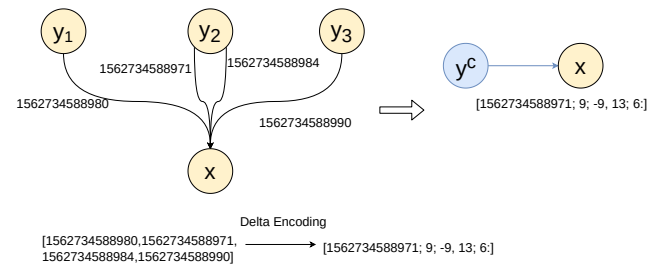 y1
y2
y3
1562734588971
1562734588984
1562734588980
1562734588990
x
yc
x
[1562734588971; 9; -9, 13; 6:]
Delta Encoding
[1562734588980,1562734588971,
1562734588984,1562734588990]
[1562734588971; 9; -9, 13; 6:]